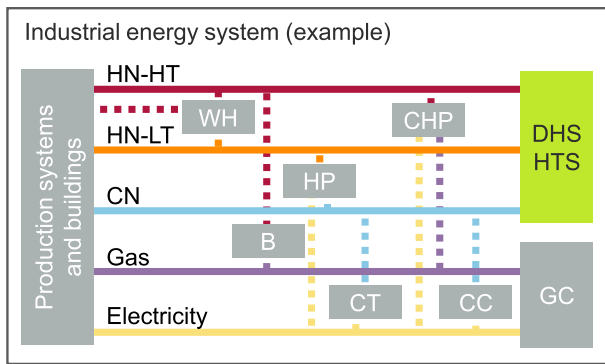 Industrial energy system (example)
Production systems
and buildings
HN-HT
WH
CHP
HN-LT
DHS
HTS
HP
CN
B
Gas
CT
CC
GC
Electricity